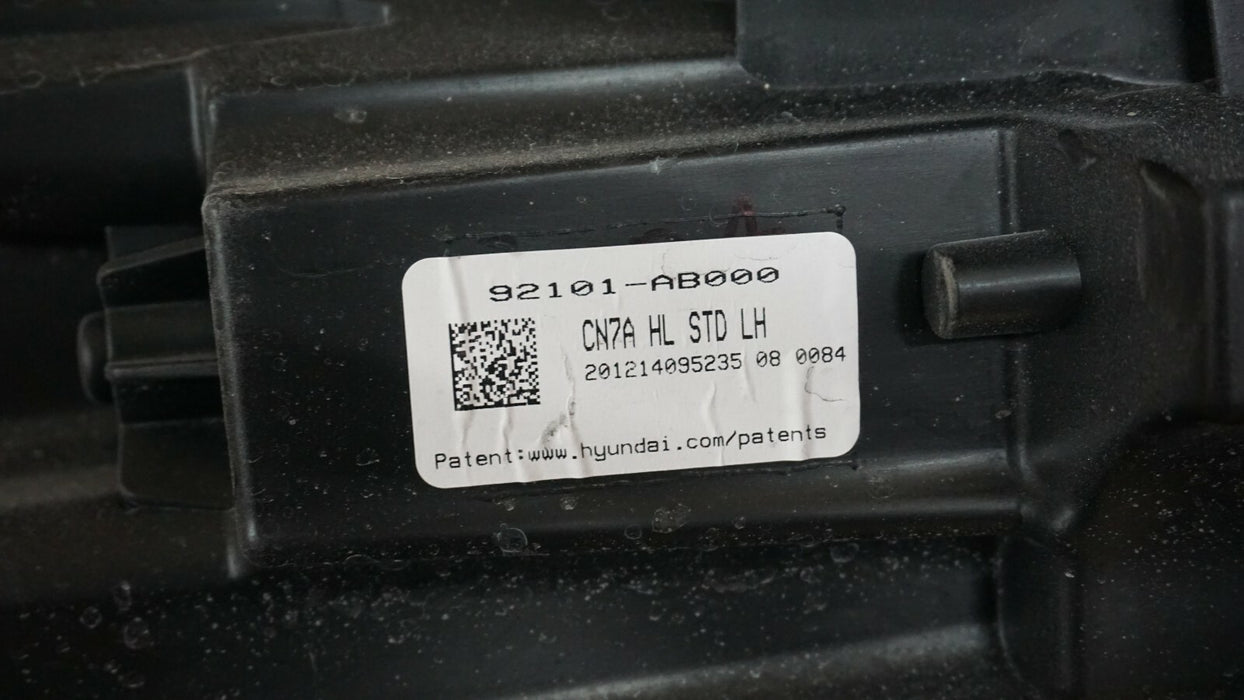 92101-AB000
CN7A HL STD LH
201214095235 08 0084
Patent:www.hyundai.com/patents